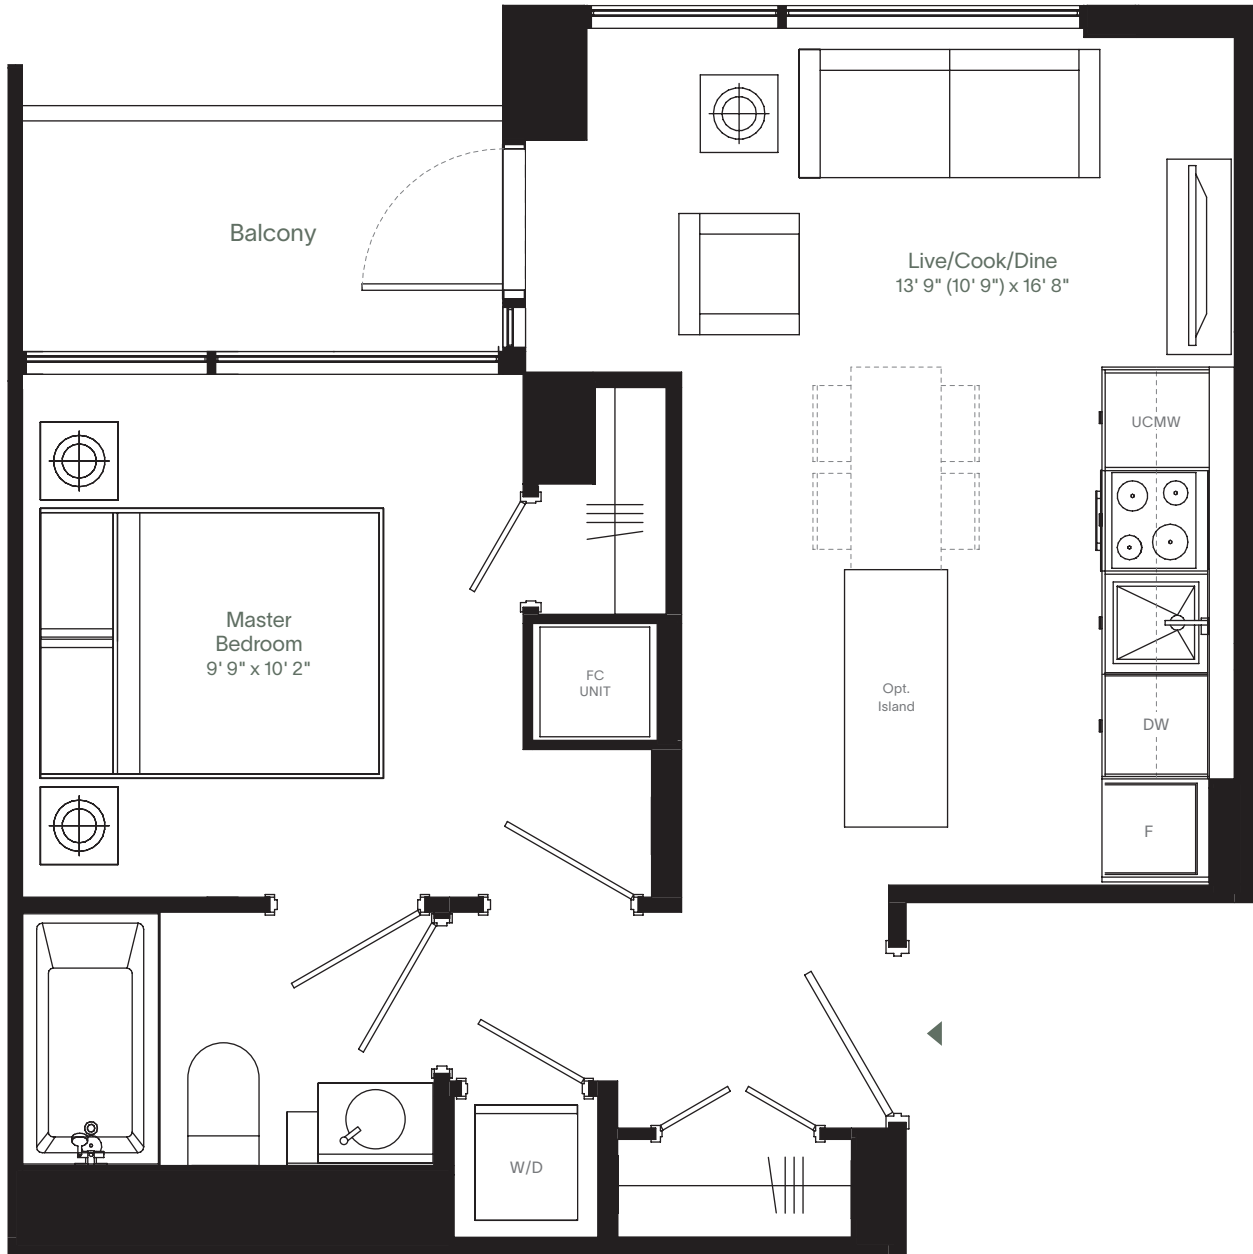 Balcony
Live/Cook/Dine
13' 9" (10' 9") x 16' 8"
UCMW
Master
Bedroom
9' 9" x 10' 2"
FC
UNIT
Opt.
Island
DW
F
W/D